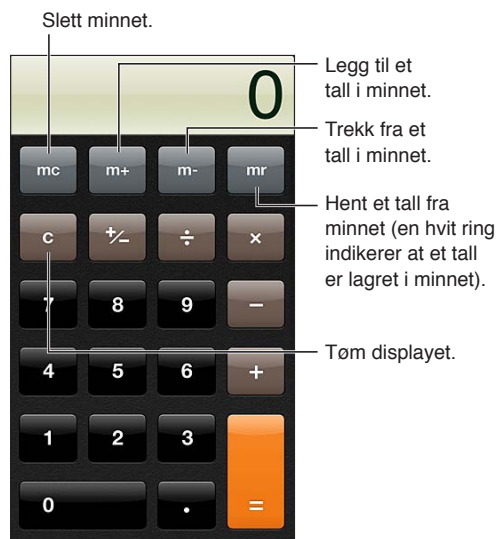 Slett minnet.
0
Legg til et
tall i minnet.
Trekk fra et
tall i minnet.
mc m+ m- mr
Hent et tall fra
minnet (en hvit ring
indikerer at et tall
er lagret i minnet).
c +/− ÷ ×
7 8 9 −
Tøm displayet.
4 5 6 +
1 2 3
0 . =